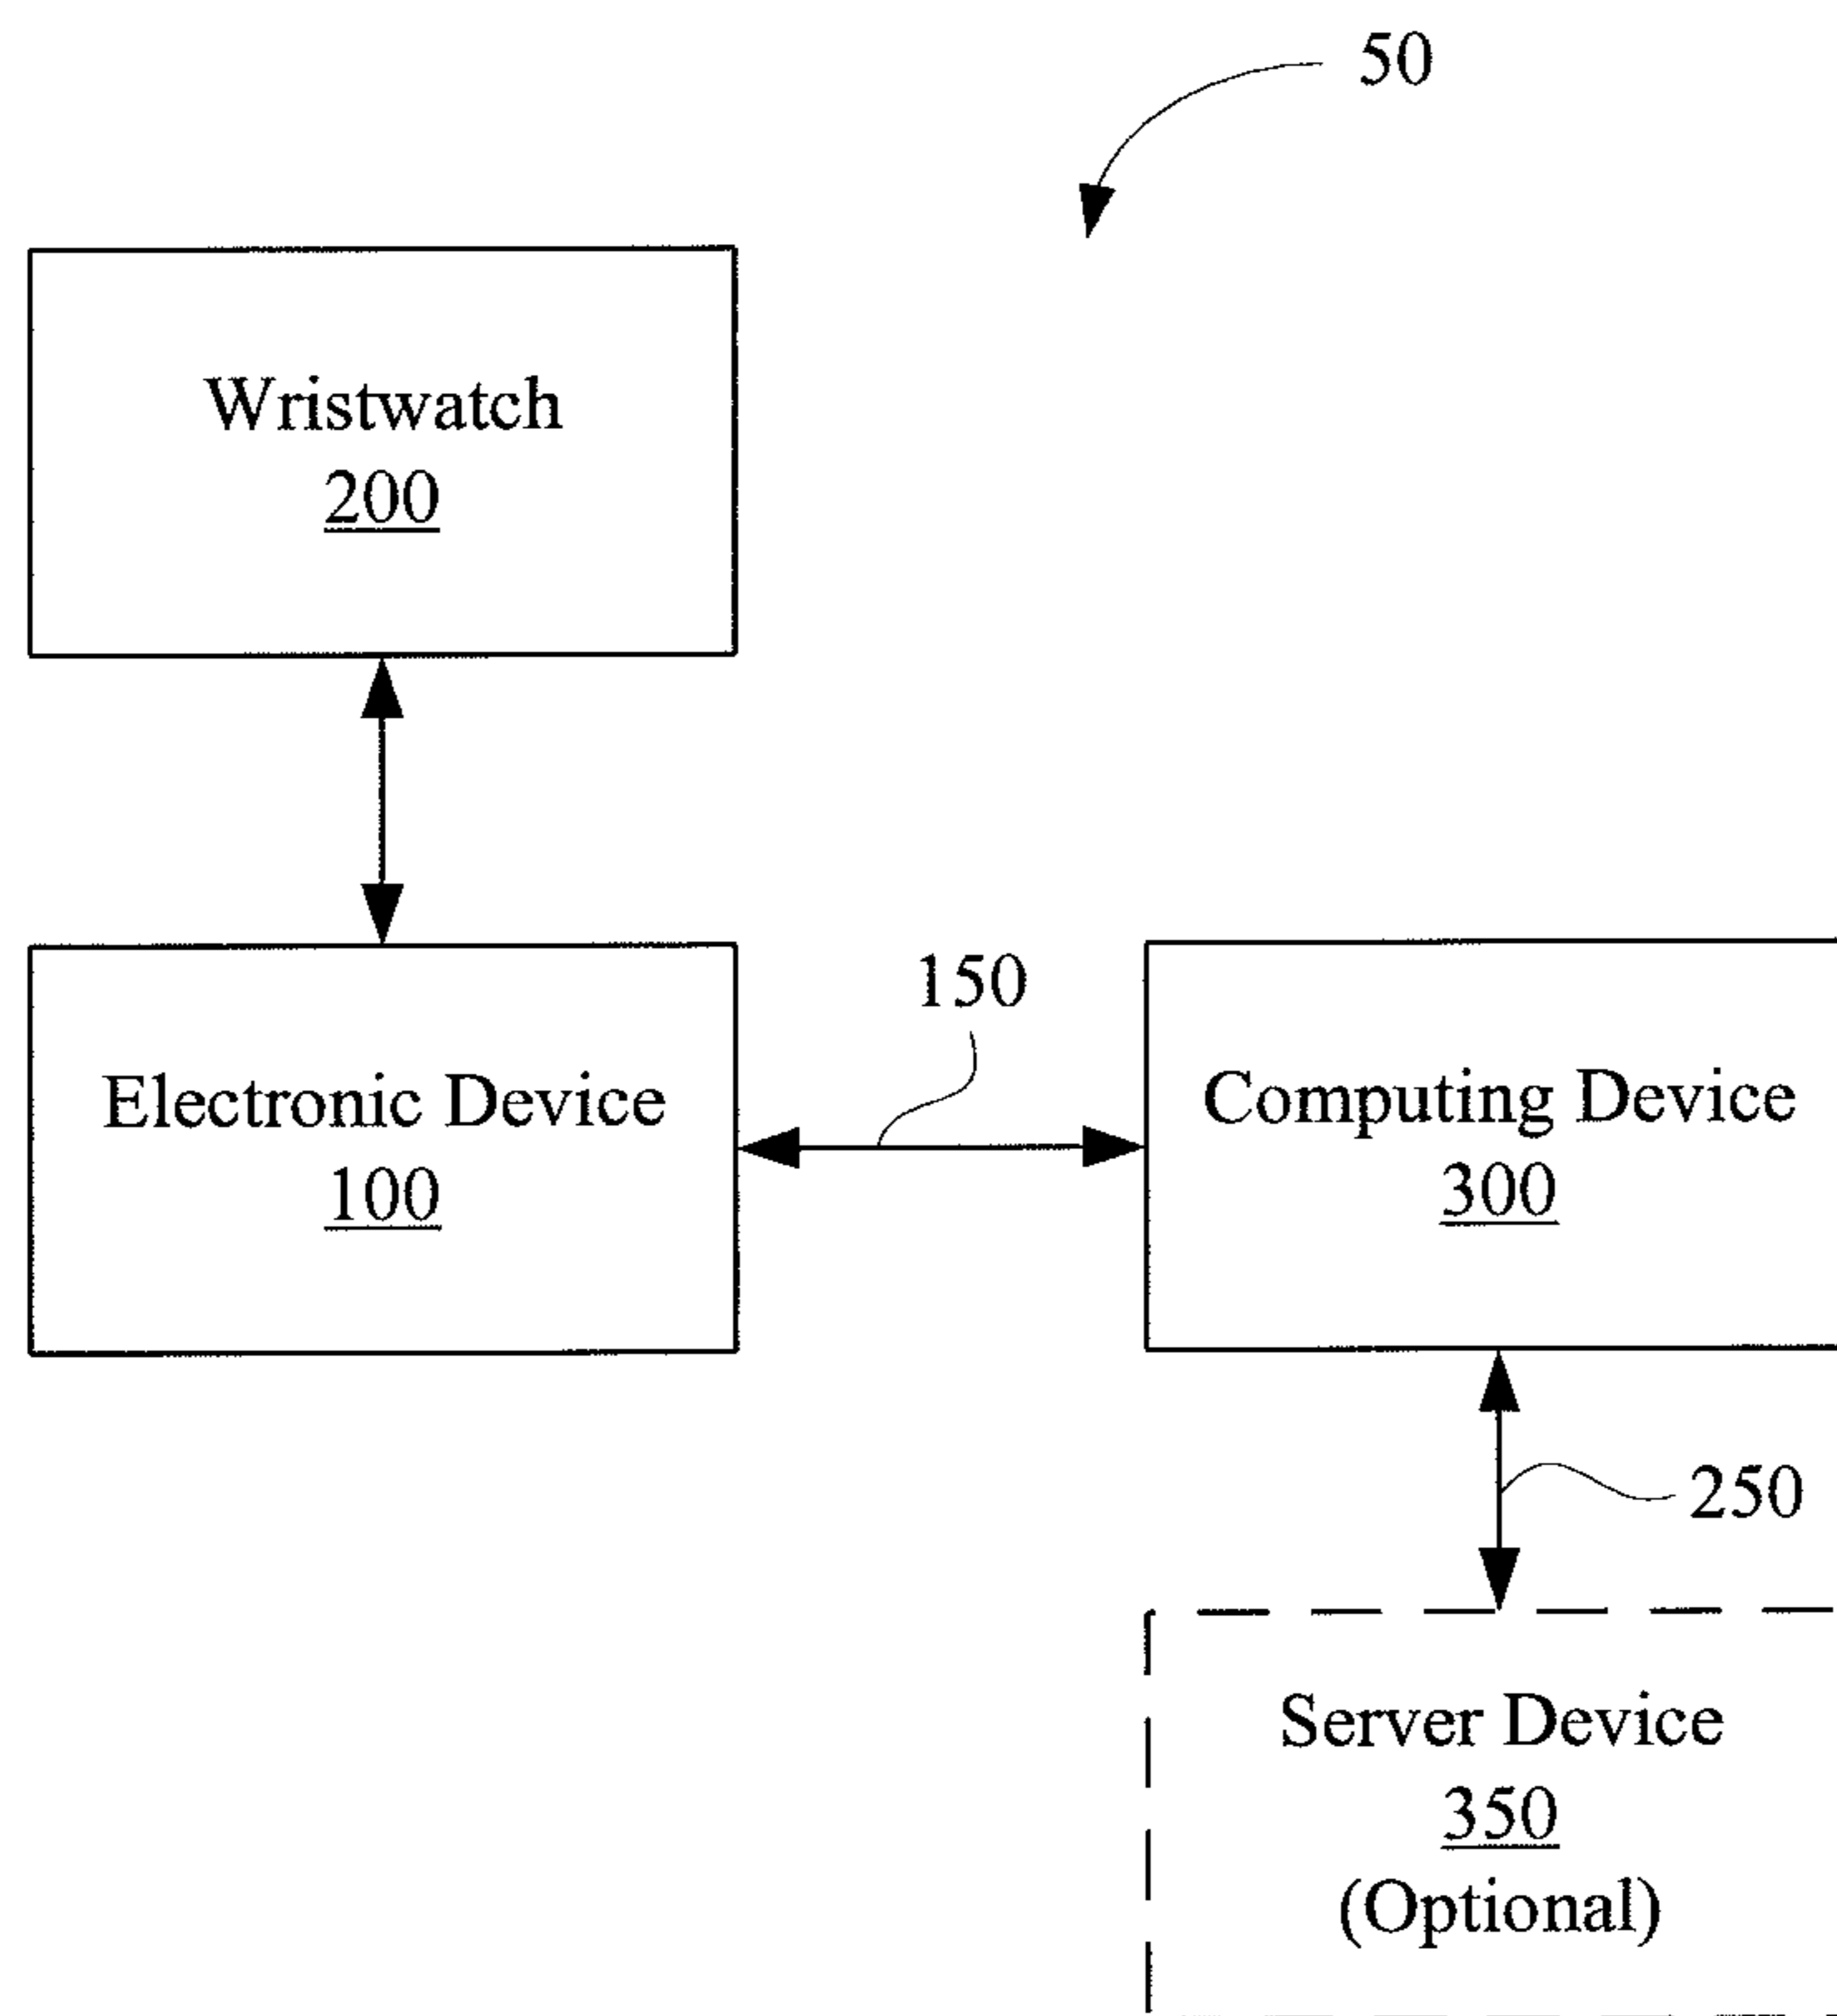 50
Wristwatch
200
150
Electronic Device
100
Computing Device
300
250
Server Device
350
(Optional)